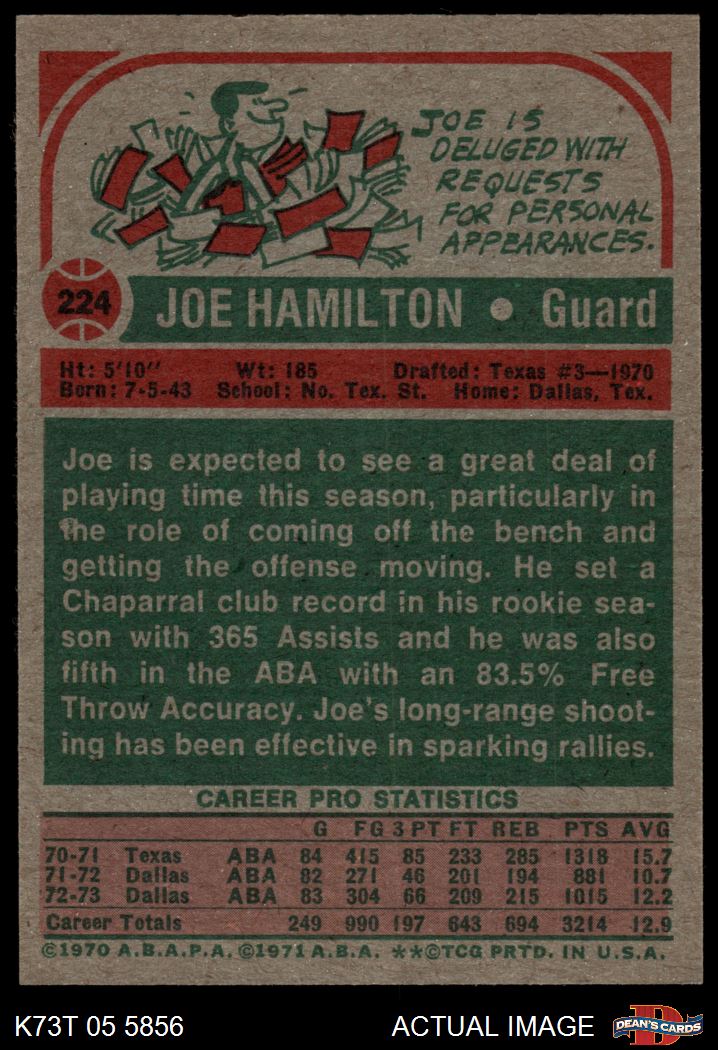 JOE IS
DELUGED WITH
REQUESTS
FOR PERSONAL
APPEARANCES.
224 JOE HAMILTON • Guard
Ht: 5'10" Wt: 185 Drafted: Texas #3—1970
Born: 7-5-43 School: No. Tex. St. Home: Dallas, Tex.
Joe is expected to see a great deal of
playing time this season, particularly in
the role of coming off the bench and
getting the offense moving. He set a
Chaparral club record in his rookie sea-
son with 365 Assists and he was also
fifth in the ABA with an 83.5% Free
Throw Accuracy. Joe's long-range shoot-
ing has been effective in sparking rallies.
CAREER PRO STATISTICS
G FG 3 PT FT REB PTS AVG
70-71 Texas ABA 84 415 85 233 285 1318 15.7
71-72 Dallas ABA 82 271 46 201 194 881 10.7
72-73 Dallas ABA 83 304 66 209 215 1015 12.2
Career Totals 249 990 197 643 694 3214 12.9
©1970 A.B.A.P.A. ©1971 A.B.A. **©TCG PRTD. IN U.S.A.
K73T 05 5856 ACTUAL IMAGE D DEAN'S CARDS